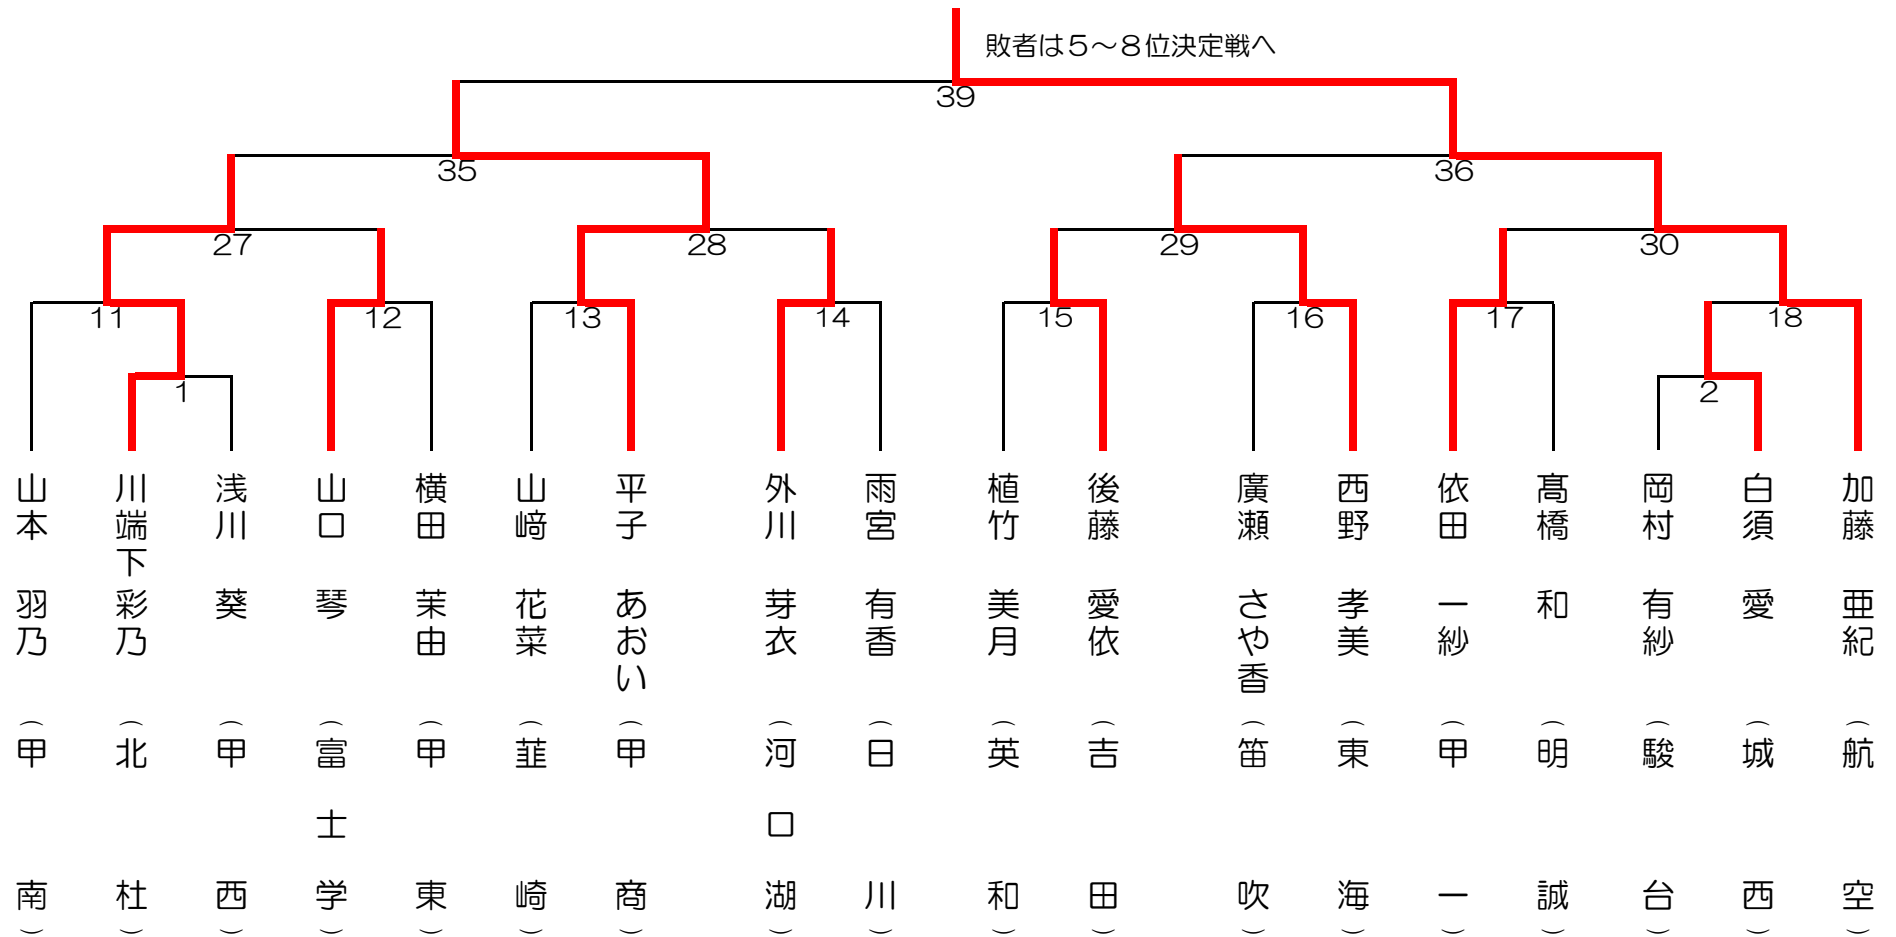 敗者は５～８位決定戦へ
39
35
36
27
28
29
30
11
12
13
14
15
16
17
18
1
2
山本 羽乃（甲南）
川端下 彩乃（北杜）
浅川 葵（甲西）
山口 琴（富士学）
横田 茉由（甲東）
山﨑 花菜（韮崎）
平子 あおい（甲商）
外川 芽衣（河口湖）
雨宮 有香（日川）
植竹 美月（英和）
後藤 愛依（吉田）
廣瀬 さや香（笛吹）
西野 孝美（東海）
依田 一紗（甲一）
髙橋 和（明誠）
岡村 有紗（駿台）
白須 愛（城西）
加藤 亜紀（航空）